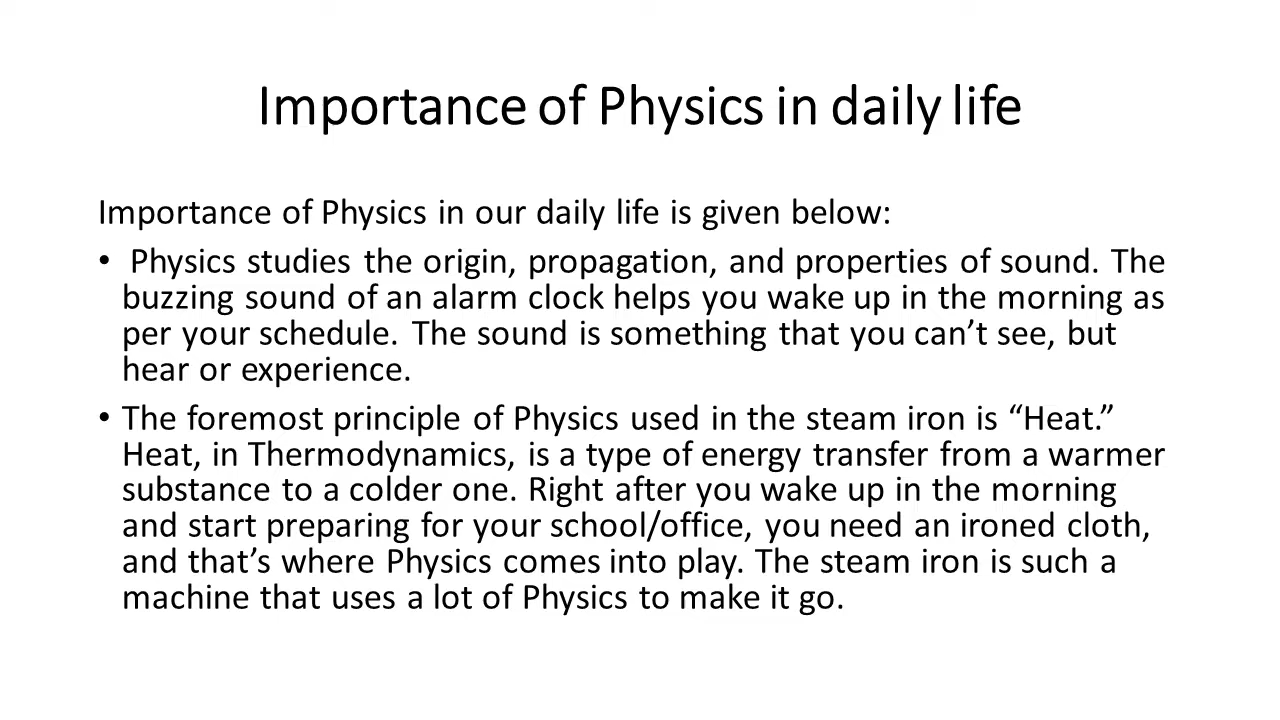 Importance of Physics in daily life
Importance of Physics in our daily life is given below:
• Physics studies the origin, propagation, and properties of sound. The
buzzing sound of an alarm clock helps you wake up in the morning as
per your schedule. The sound is something that you can’t see, but
hear or experience.
• The foremost principle of Physics used in the steam iron is “Heat.”
Heat, in Thermodynamics, is a type of energy transfer from a warmer
substance to a colder one. Right after you wake up in the morning
and start preparing for your school/office, you need an ironed cloth,
and that’s where Physics comes into play. The steam iron is such a
machine that uses a lot of Physics to make it go.